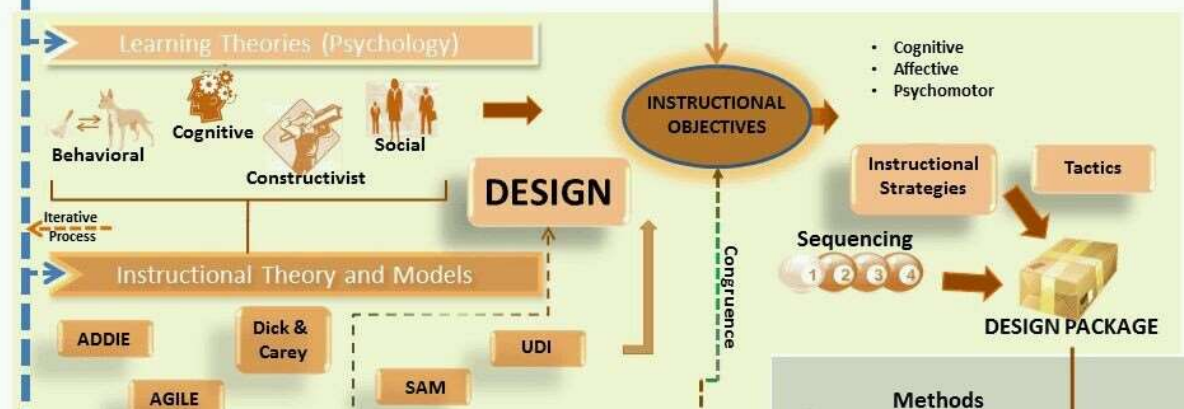 Learning Theories (Psychology)
Behavioral
Cognitive
Constructivist
Social
Iterative
Process
Instructional Theory and Models
ADDIE
Dick &
Carey
AGILE
SAM
UDI
DESIGN
INSTRUCTIONAL
OBJECTIVES
Congruence
• Cognitive
• Affective
• Psychomotor
Instructional
Strategies
Tactics
Sequencing
1 2 3 4
DESIGN PACKAGE
Methods